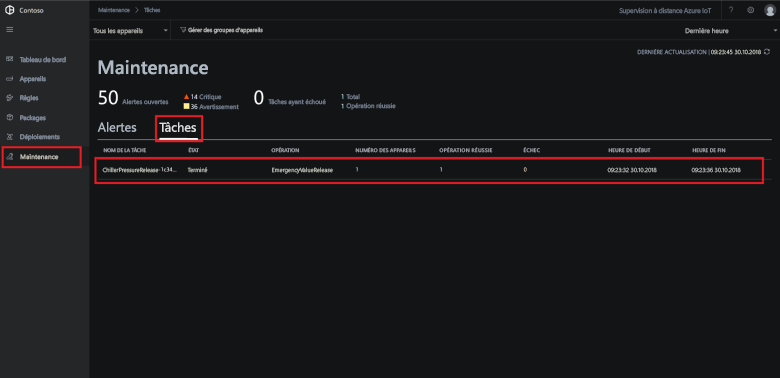 Contoso
Maintenance > Tâches
Supervision à distance Azure IoT
?
Tous les appareils
Gérer des groupes d'appareils
Dernière heure
DERNIÈRE ACTUALISATION | 09:23:45 30.10.2018
Tableau de bord
Appareils
Règles
Packages
Déploiements
Maintenance
Maintenance
50 Alertes ouvertes
14 Critique
36 Avertissement
0 Tâches ayant échoué
1 Total
1 Opération réussie
Alertes Tâches
NOM DE LA TÂCHE ÉTAT OPÉRATION NUMÉRO DES APPAREILS OPÉRATION RÉUSSIE ÉCHEC HEURE DE DÉBUT HEURE DE FIN
ChillarPressureRelease-1c34... Terminé EmergencyValueRelease 1 1 0 09:23:32 30.10.2018 09:23:36 30.10.2018